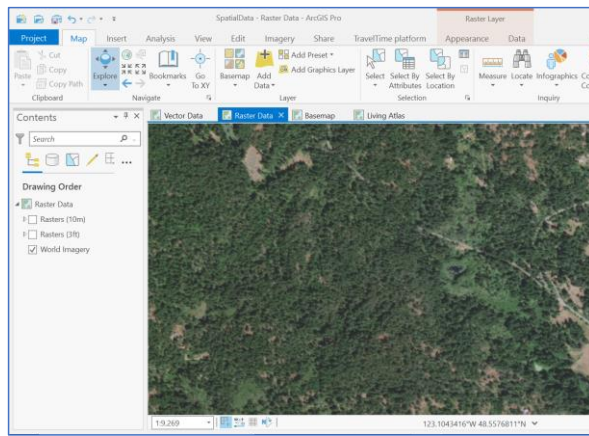 SpatialData - Raster Data - ArcGIS Pro
Raster Layer
Project Map Insert Analysis View Edit Imagery Share TravelTime platform Appearance Data
Cut
Copy
Copy Path
Paste
Explore
Bookmarks
Go To XY
Basemap
Add Data
Add Preset
Add Graphics Layer
Select
Select By Attributes
Select By Location
Measure
Locate
Infographics
Clipboard Navigate Layer Selection Inquiry
Contents
Vector Data Raster Data Basemap Living Atlas
Search
Drawing Order
Raster Data
Rasters (10m)
Rasters (3ft)
World Imagery
1:9,269
123.1043416°W 48.5576811°N